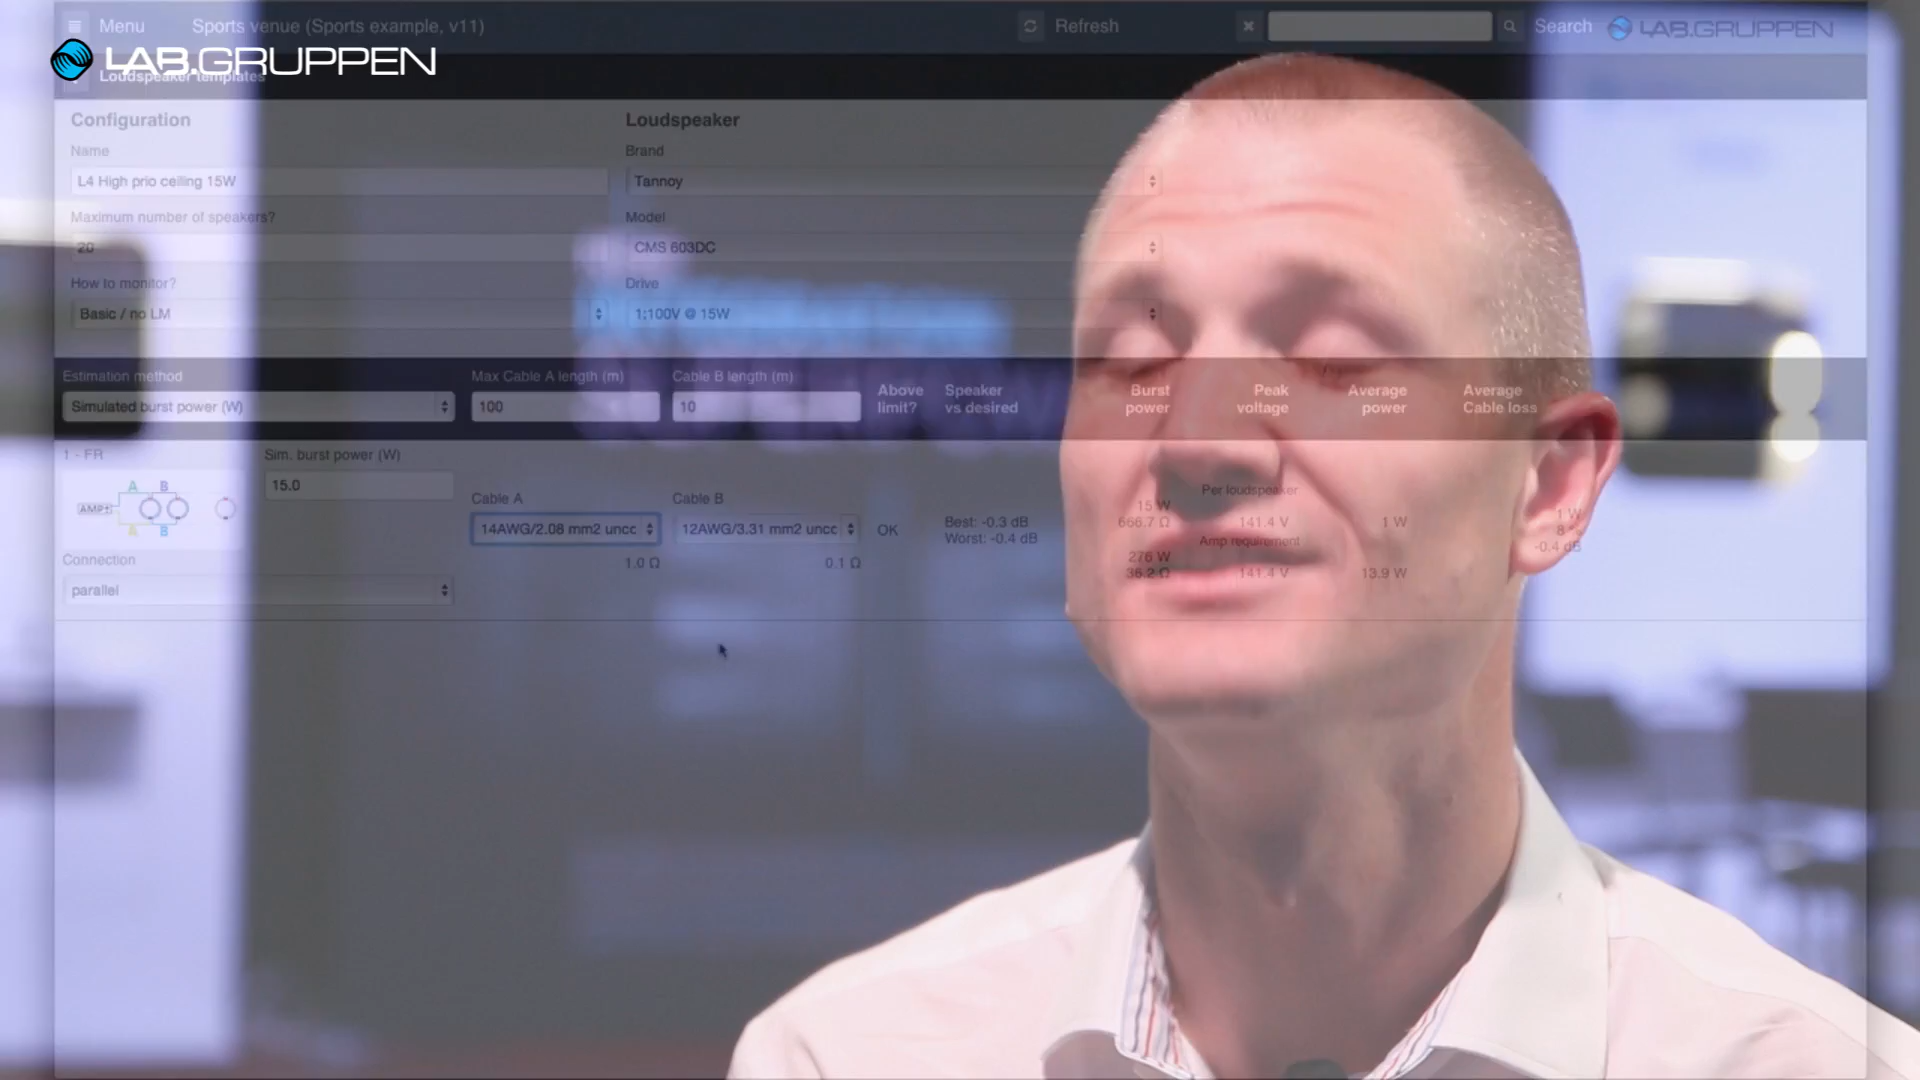 Menu
Sports venue (Sports example, v11)
Refresh
Search
LAB.GRUPPEN
LAB.GRUPPEN
Loudspeaker templates
Configuration
Loudspeaker
Name
Brand
L4 High prio ceiling 15W
Tannoy
Maximum number of speakers?
Model
20
CMS 603DC
How to monitor?
Drive
Basic / no LM
1:100V @ 15W
Estimation method
Max Cable A length (m)
Cable B length (m)
Above limit?
Speaker vs desired
Burst power
Peak voltage
Average power
Average Cable loss
Simulated burst power (W)
100
10
1 - FR
Sim. burst power (W)
15.0
AMP
A B
A B
Cable A
Cable B
14AWG/2.08 mm2 uncc
12AWG/3.31 mm2 uncc
OK
1.0 Ω
0.1 Ω
Best: -0.3 dB
Worst: -0.4 dB
Per loudspeaker
15 W
666.7 Ω
141.4 V
1 W
1 W
8 %
-0.4 dB
Amp requirement
276 W
36.2 Ω
141.4 V
13.9 W
Connection
parallel